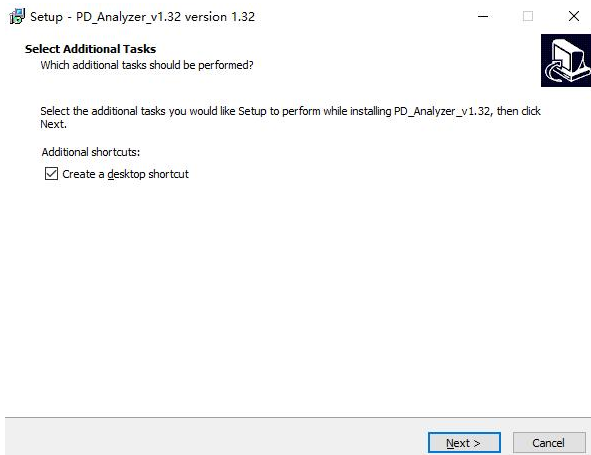 Setup - PD_Analyzer_v1.32 version 1.32
Select Additional Tasks
Which additional tasks should be performed?
Select the additional tasks you would like Setup to perform while installing PD_Analyzer_v1.32, then click
Next.
Additional shortcuts:
Create a desktop shortcut
Next >
Cancel